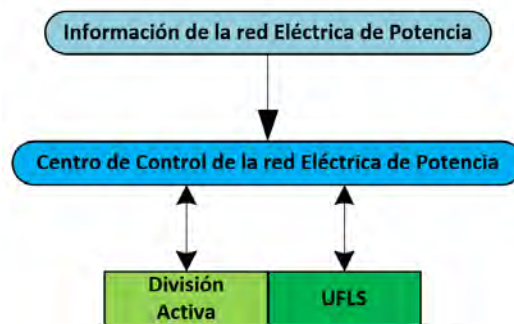 Información de la red Eléctrica de Potencia
Centro de Control de la red Eléctrica de Potencia
División
Activa
UFLS